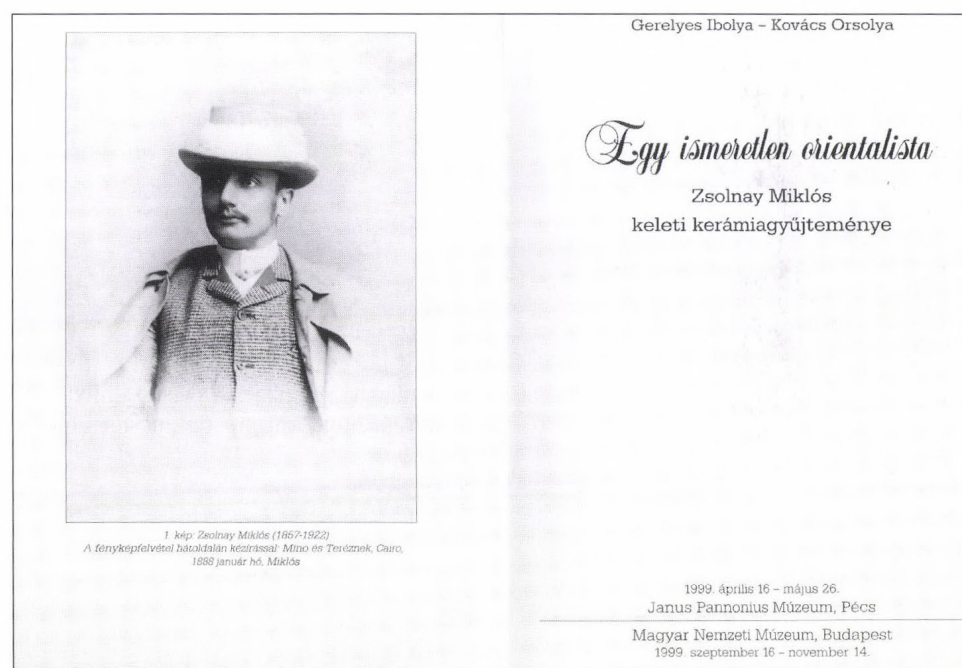 1. kép: Zsolnay Miklós (1857-1922)
A fényképfelvétel hátoldalán kézírással: Mino és Teréznek, Cairo,
1888 január hó, Miklós
Gerelyes Ibolya – Kovács Orsolya
Egy ismeretlen orientalista
Zsolnay Miklós
keleti kerámiagyűjteménye
1999. április 16 – május 26.
Janus Pannonius Múzeum, Pécs
Magyar Nemzeti Múzeum, Budapest
1999. szeptember 16 – november 14.